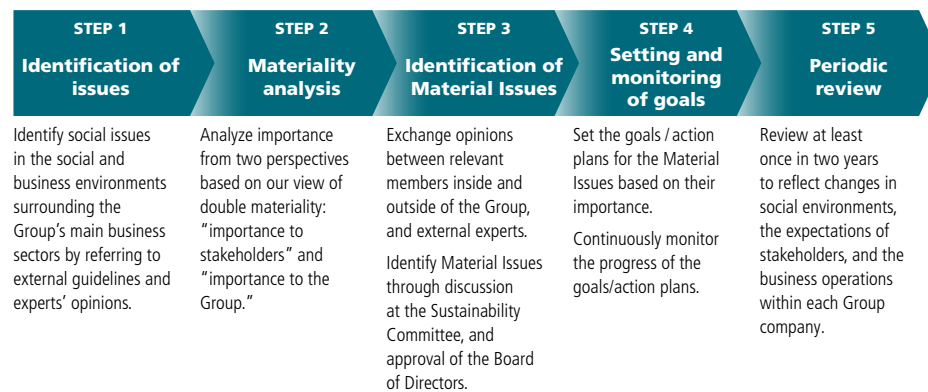 STEP 1
Identification of
issues
Identify social issues
in the social and
business environments
surrounding the
Group's main business
sectors by referring to
external guidelines and
experts' opinions.
STEP 2
Materiality
analysis
Analyze importance
from two perspectives
based on our view of
double materiality:
"importance to
stakeholders" and
"importance to the
Group."
STEP 3
Identification of
Material Issues
Exchange opinions
between relevant
members inside and
outside of the Group,
and external experts.
Identify Material Issues
through discussion
at the Sustainability
Committee, and
approval of the Board
of Directors.
STEP 4
Setting and
monitoring
of goals
Set the goals / action
plans for the Material
Issues based on their
importance.
Continuously monitor
the progress of the
goals/action plans.
STEP 5
Periodic
review
Review at least
once in two years
to reflect changes in
social environments,
the expectations of
stakeholders, and the
business operations
within each Group
company.